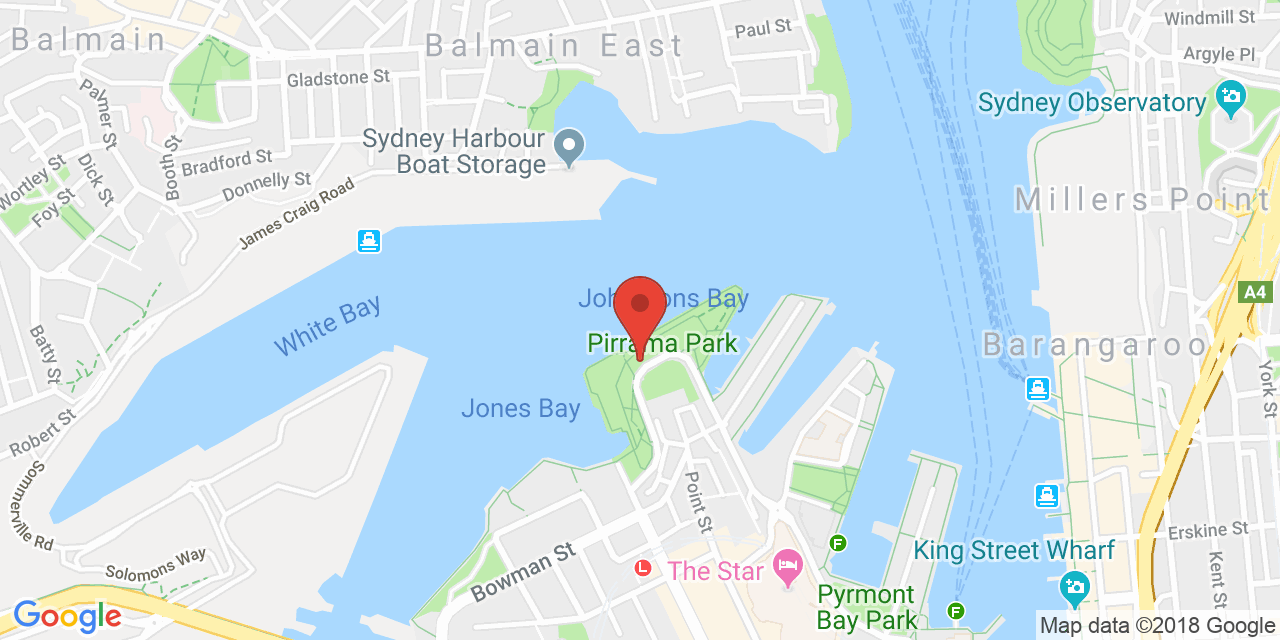 Balmain
Balmain East
Paul St
Windmill St
Argyle Pl
Gladstone St
Palmer St
Sydney Observatory
Sydney Harbour
Boat Storage
Bradford St
Booth St
Dick St
Wortley St
Foy St
Donnelly St
James Craig Road
Millers Point
A4
Johnstons Bay
White Bay
Pirrama Park
Barangaroo
Batty St
York St
Jones Bay
Robert St
Sommerville Rd
Point St
Erskine St
Solomons Way
Bowman St
King Street Wharf
Kent St
F
L
The Star
Pyrmont
Bay Park
F
Google
Map data ©2018 Google